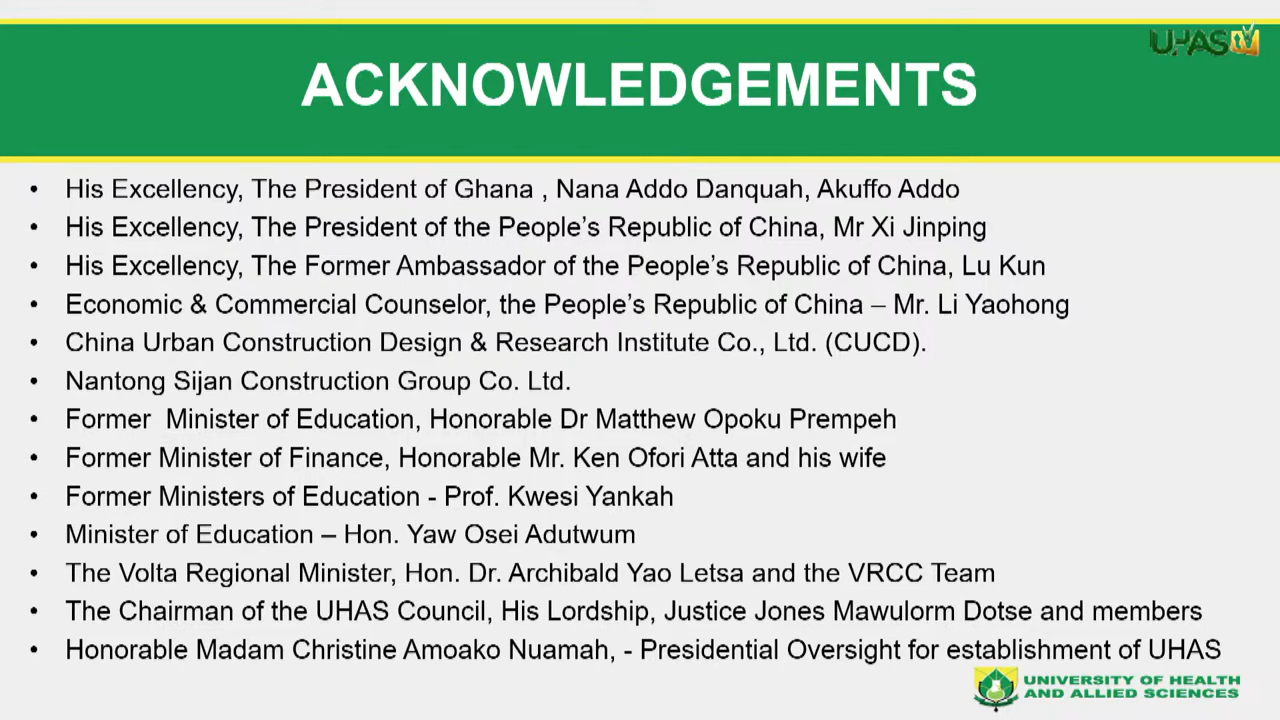 UHAS tv
ACKNOWLEDGEMENTS
• His Excellency, The President of Ghana , Nana Addo Danquah, Akuffo Addo
• His Excellency, The President of the People’s Republic of China, Mr Xi Jinping
• His Excellency, The Former Ambassador of the People’s Republic of China, Lu Kun
• Economic & Commercial Counselor, the People’s Republic of China – Mr. Li Yaohong
• China Urban Construction Design & Research Institute Co., Ltd. (CUCD).
• Nantong Sijan Construction Group Co. Ltd.
• Former  Minister of Education, Honorable Dr Matthew Opoku Prempeh
• Former Minister of Finance, Honorable Mr. Ken Ofori Atta and his wife
• Former Ministers of Education - Prof. Kwesi Yankah
• Minister of Education – Hon. Yaw Osei Adutwum
• The Volta Regional Minister, Hon. Dr. Archibald Yao Letsa and the VRCC Team
• The Chairman of the UHAS Council, His Lordship, Justice Jones Mawulorm Dotse and members
• Honorable Madam Christine Amoako Nuamah, - Presidential Oversight for establishment of UHAS
UNIVERSITY OF HEALTH
AND ALLIED SCIENCES